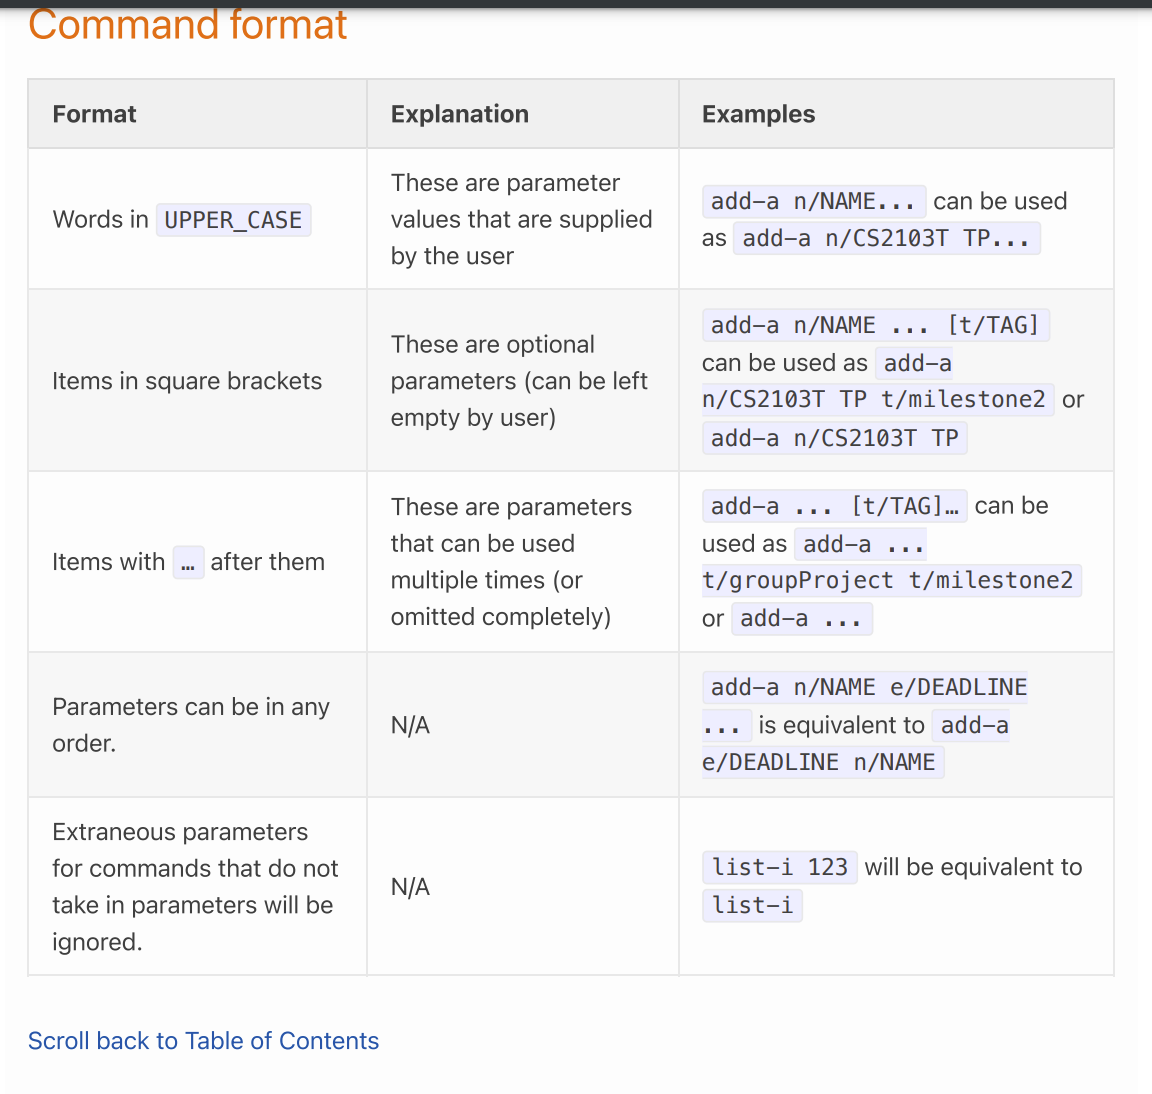 Command format
Format
Explanation
Examples
Words in UPPER_CASE
These are parameter
values that are supplied
by the user
add-a n/NAME... can be used
as add-a n/CS2103T TP...
Items in square brackets
These are optional
parameters (can be left
empty by user)
add-a n/NAME ... [t/TAG]
can be used as add-a
n/CS2103T TP t/milestone2 or
add-a n/CS2103T TP
Items with … after them
These are parameters
that can be used
multiple times (or
omitted completely)
add-a ... [t/TAG]… can be
used as add-a ...
t/groupProject t/milestone2
or add-a ...
Parameters can be in any
order.
N/A
add-a n/NAME e/DEADLINE
... is equivalent to add-a
e/DEADLINE n/NAME
Extraneous parameters
for commands that do not
take in parameters will be
ignored.
N/A
list-i 123 will be equivalent to
list-i
Scroll back to Table of Contents